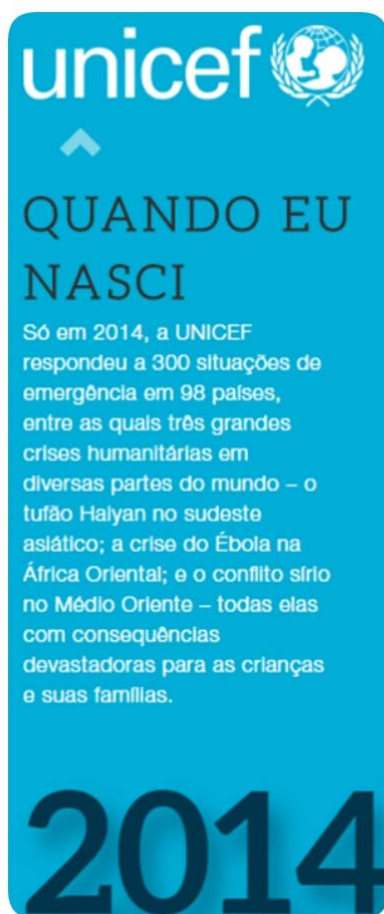 unicef
QUANDO EU
NASCI
Só em 2014, a UNICEF
respondeu a 300 situações de
emergência em 98 países,
entre as quais três grandes
crises humanitárias em
diversas partes do mundo – o
tufão Haiyan no sudeste
asiático; a crise do Ébola na
África Oriental; e o conflito sírio
no Médio Oriente – todas elas
com consequências
devastadoras para as crianças
e suas famílias.
2014